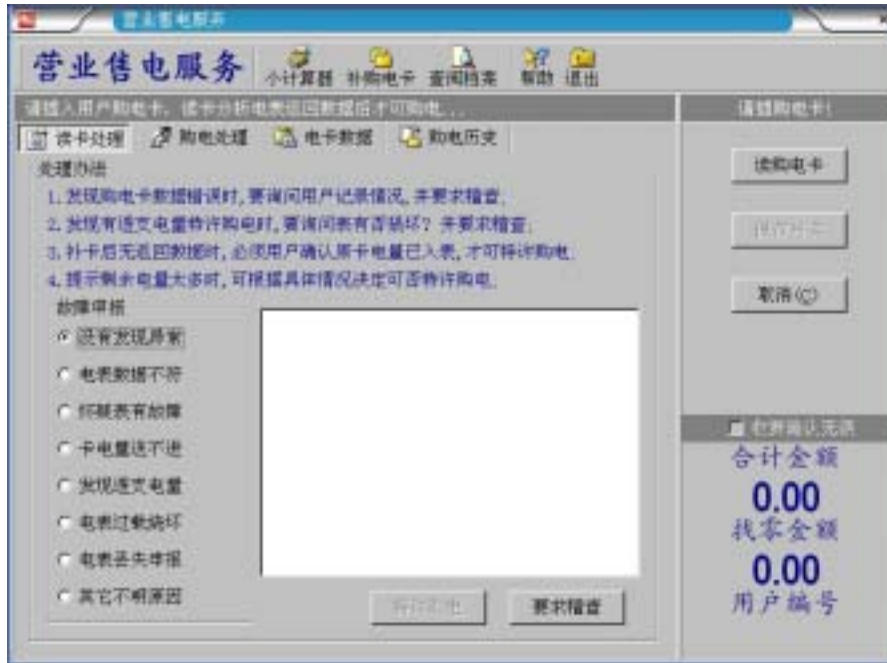 营业售电服务
营业售电服务
小计算器 补购电卡 查阅档案 帮助 退出
请插入用户购电卡, 读卡分析电表返回数据后才可购电...
请插购电卡!
读卡处理 购电处理 电卡数据 购电历史
处理办法
1. 发现购电卡数据错误时, 要询问用户记录情况, 并要求稽查;
2. 发现有透支电量特许购电时, 要询问表有否损坏? 并要求稽查;
3. 补卡后无返回数据时, 必须用户确认原卡电量已入表, 才可特许购电;
4. 提示剩余电量太多时, 可根据具体情况决定可否特许购电.
故障申报
没有发现异常
电表数据不符
怀疑表有故障
卡电量送不进
发现透支电量
电表过载烧坏
电表丢失申报
其它不明原因
特许购电 要求稽查
读购电卡
取消(C)
合计金额
0.00
找零金额
0.00
用户编号